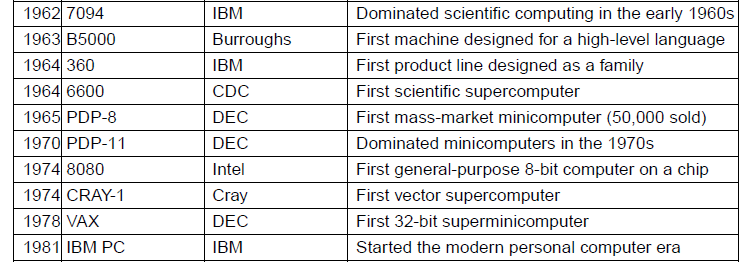 1962 7094 IBM Dominated scientific computing in the early 1960s
1963 B5000 Burroughs First machine designed for a high-level language
1964 360 IBM First product line designed as a family
1964 6600 CDC First scientific supercomputer
1965 PDP-8 DEC First mass-market minicomputer (50,000 sold)
1970 PDP-11 DEC Dominated minicomputers in the 1970s
1974 8080 Intel First general-purpose 8-bit computer on a chip
1974 CRAY-1 Cray First vector supercomputer
1978 VAX DEC First 32-bit superminicomputer
1981 IBM PC IBM Started the modern personal computer era